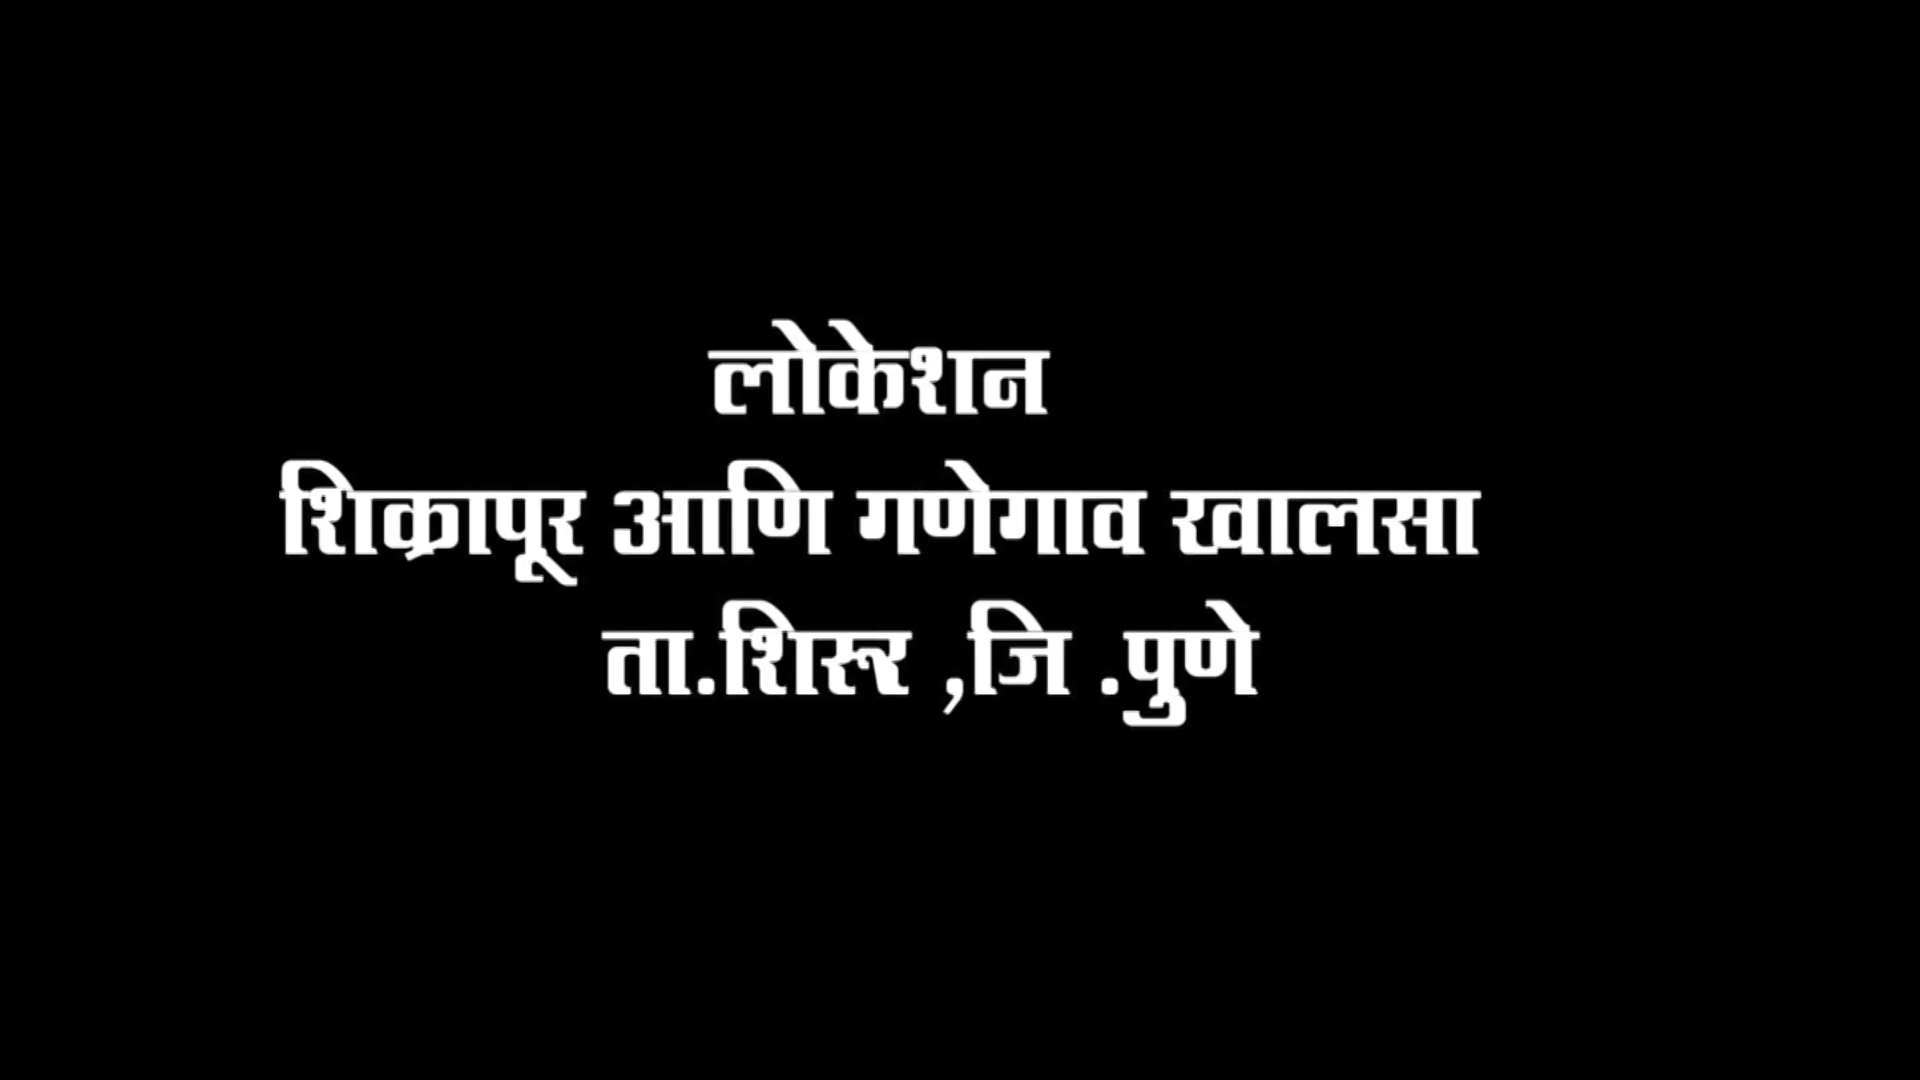 लोकेशन
शिक्रापूर आणि गणेगाव खालसा
ता.शिरूर ,जि .पुणे